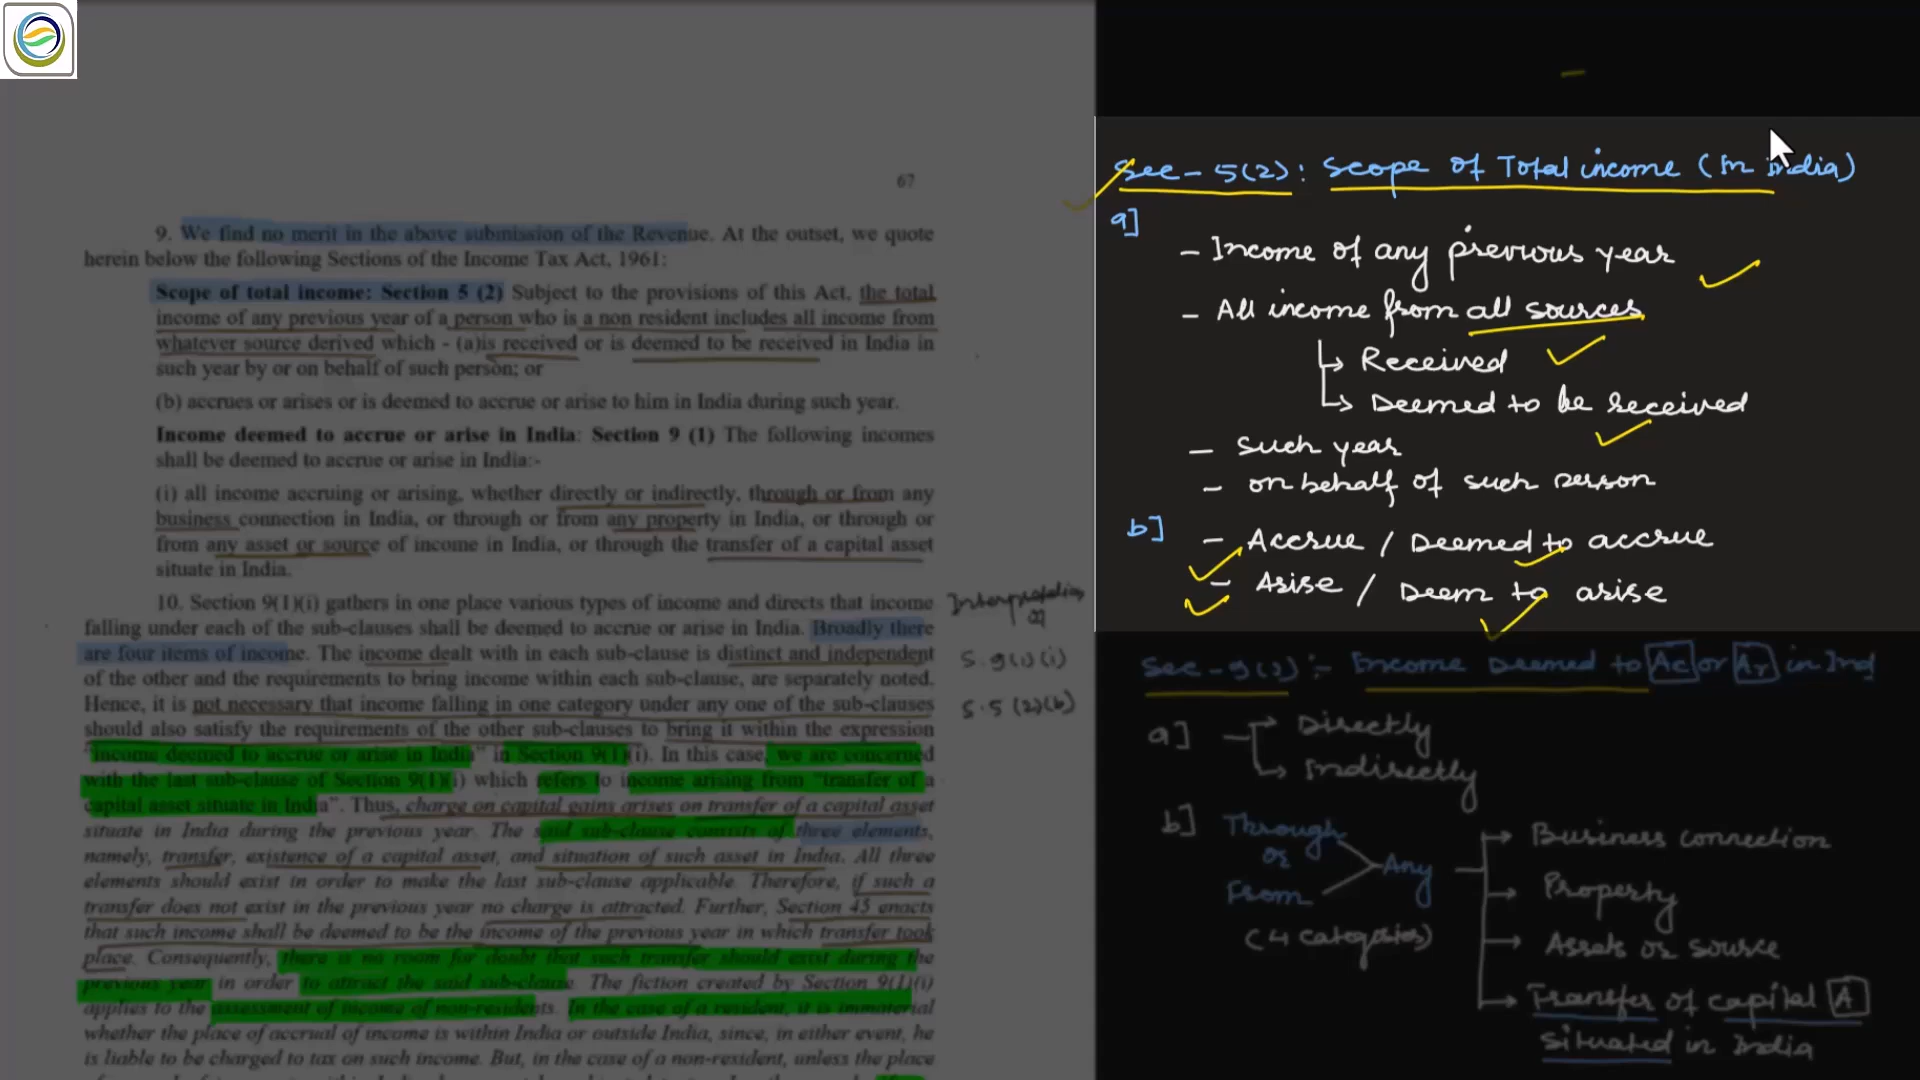 67
9. We find no merit in the above submission of the Revenue. At the outset, we quote
herein below the following Sections of the Income Tax Act, 1961:
Scope of total income: Section 5 (2) Subject to the provisions of this Act, the total
income of any previous year of a person who is a non resident includes all income from
whatever source derived which - (a)is received or is deemed to be received in India in
such year by or on behalf of such person; or
(b) accrues or arises or is deemed to accrue or arise to him in India during such year.
Income deemed to accrue or arise in India: Section 9 (1) The following incomes
shall be deemed to accrue or arise in India:-
(i) all income accruing or arising, whether directly or indirectly, through or from any
business connection in India, or through or from any property in India, or through or
from any asset or source of income in India, or through the transfer of a capital asset
situate in India.
10. Section 9(1)(i) gathers in one place various types of income and directs that income
falling under each of the sub-clauses shall be deemed to accrue or arise in India. Broadly there
are four items of income. The income dealt with in each sub-clause is distinct and independent
of the other and the requirements to bring income within each sub-clause, are separately noted.
Hence, it is not necessary that income falling in one category under any one of the sub-clauses
should also satisfy the requirements of the other sub-clauses to bring it within the expression
"income deemed to accrue or arise in India" in Section 9(1)(i). In this case, we are concerned
with the last sub-clause of Section 9(1)(i) which refers to income arising from "transfer of a
capital asset situate in India". Thus, charge on capital gains arises on transfer of a capital asset
situate in India during the previous year. The said sub-clause consists of three elements,
namely, transfer, existence of a capital asset, and situation of such asset in India. All three
elements should exist in order to make the last sub-clause applicable. Therefore, if such a
transfer does not exist in the previous year no charge is attracted. Further, Section 45 enacts
that such income shall be deemed to be the income of the previous year in which transfer took
place. Consequently, there is no room for doubt that such transfer should exist during the
previous year in order to attract the said sub-clause. The fiction created by Section 9(1)(i)
applies to the assessment of income of non-residents. In the case of a resident, it is immaterial
whether the place of accrual of income is within India or outside India, since, in either event, he
is liable to be charged to tax on such income. But, in the case of a non-resident, unless the place
Interpretation
of
S.9(1)(i)
S.5(2)(b)
Sec-5(2): Scope of Total income (In India)
a]
- Income of any previous year
- All income from all sources
Received
Deemed to be received
- Such year
- on behalf of such person
b]
- Accrue / Deemed to accrue
- Arise / Deem to arise
Sec-9(1):- Income Deemed to Ac or Ar in Ind
a] - Directly
Indirectly
b] Through or From Any
(4 categories)
Business connection
Property
Assets or source
Transfer of capital A
situated in India